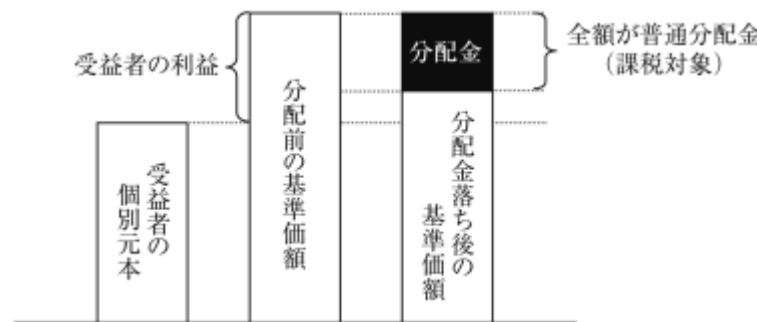 受益者の利益
分配金
全額が普通分配金
（課税対象）
受益者の
個別元本
分配前の基準価額
分配金落ち後の
基準価額